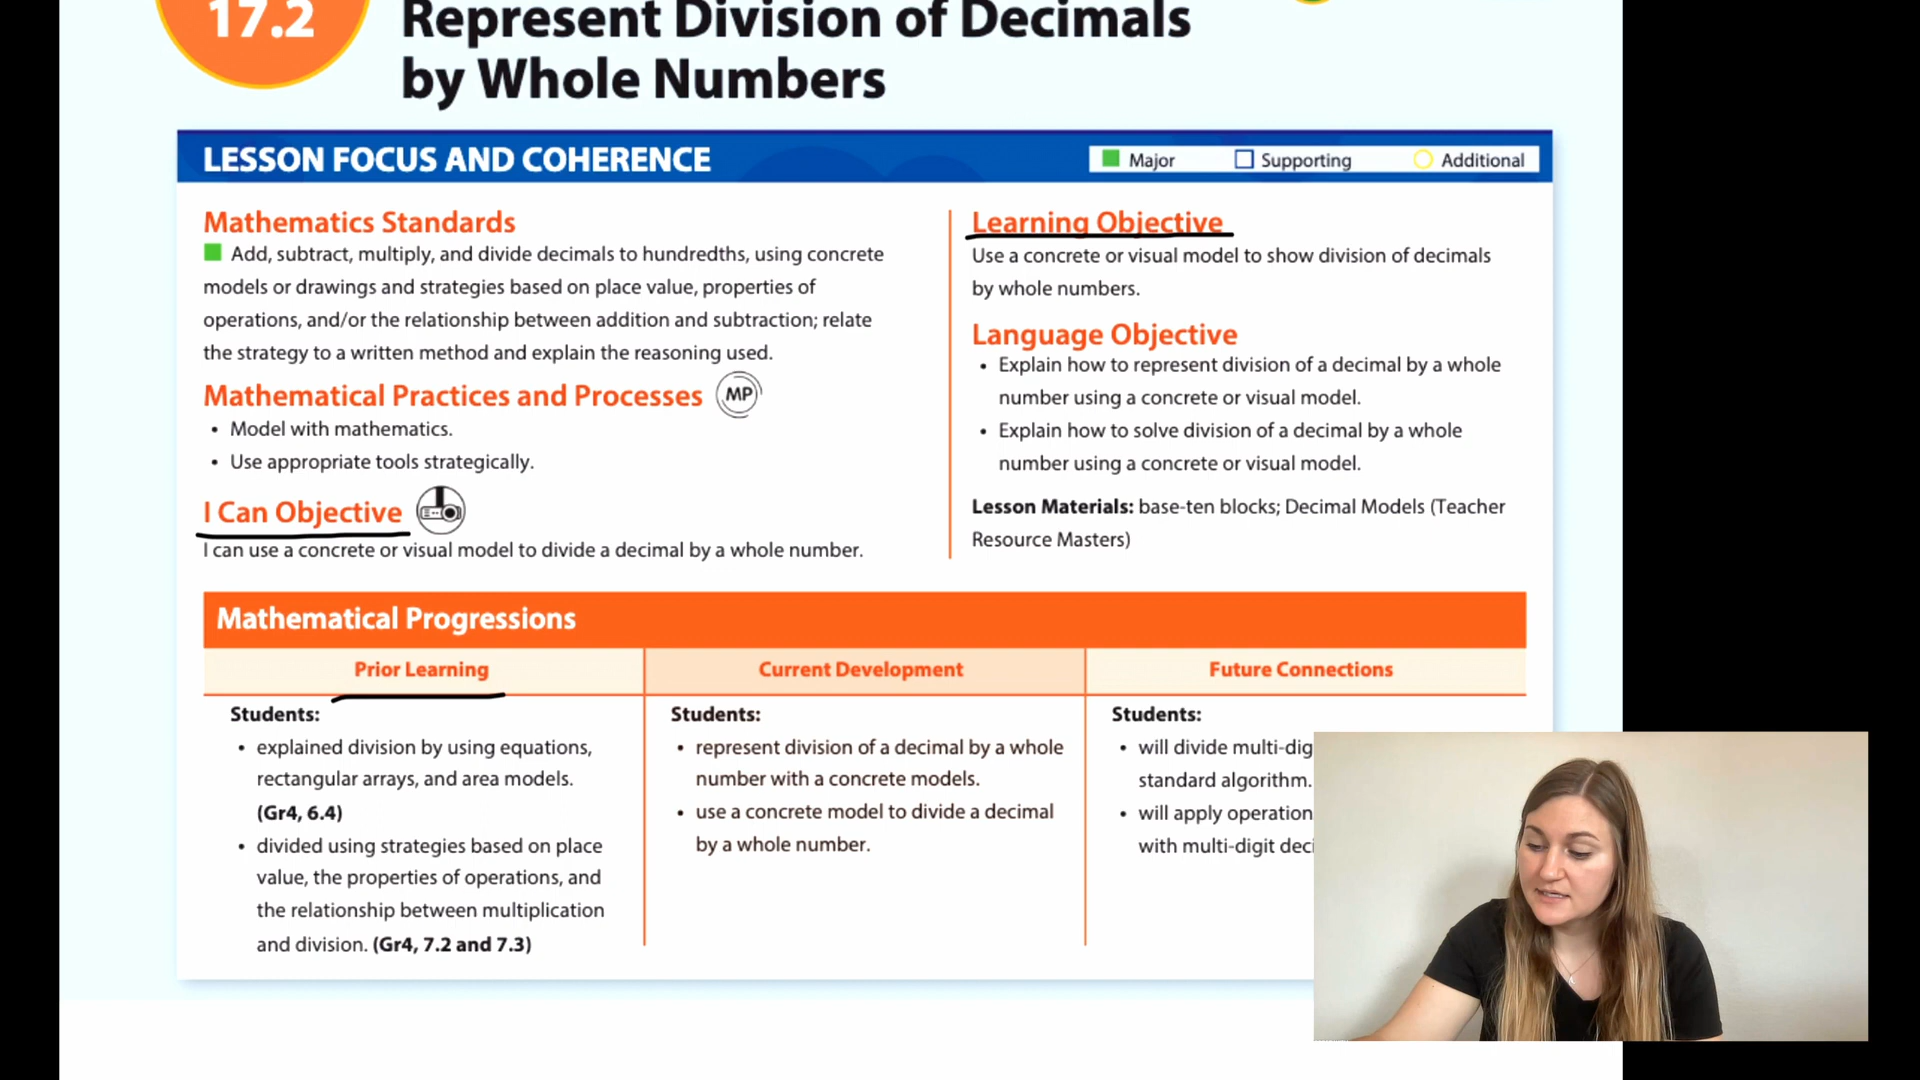 17.2
Represent Division of Decimals
by Whole Numbers
LESSON FOCUS AND COHERENCE
Major
Supporting
Additional
Mathematics Standards
Add, subtract, multiply, and divide decimals to hundredths, using concrete
models or drawings and strategies based on place value, properties of
operations, and/or the relationship between addition and subtraction; relate
the strategy to a written method and explain the reasoning used.
Mathematical Practices and Processes MP
• Model with mathematics.
• Use appropriate tools strategically.
I Can Objective
I can use a concrete or visual model to divide a decimal by a whole number.
Learning Objective
Use a concrete or visual model to show division of decimals
by whole numbers.
Language Objective
• Explain how to represent division of a decimal by a whole
number using a concrete or visual model.
• Explain how to solve division of a decimal by a whole
number using a concrete or visual model.
Lesson Materials: base-ten blocks; Decimal Models (Teacher
Resource Masters)
Mathematical Progressions
Prior Learning
Students:
• explained division by using equations,
rectangular arrays, and area models.
(Gr4, 6.4)
• divided using strategies based on place
value, the properties of operations, and
the relationship between multiplication
and division. (Gr4, 7.2 and 7.3)
Current Development
Students:
• represent division of a decimal by a whole
number with a concrete models.
• use a concrete model to divide a decimal
by a whole number.
Future Connections
Students:
• will divide multi-dig
standard algorithm.
• will apply operation
with multi-digit deci